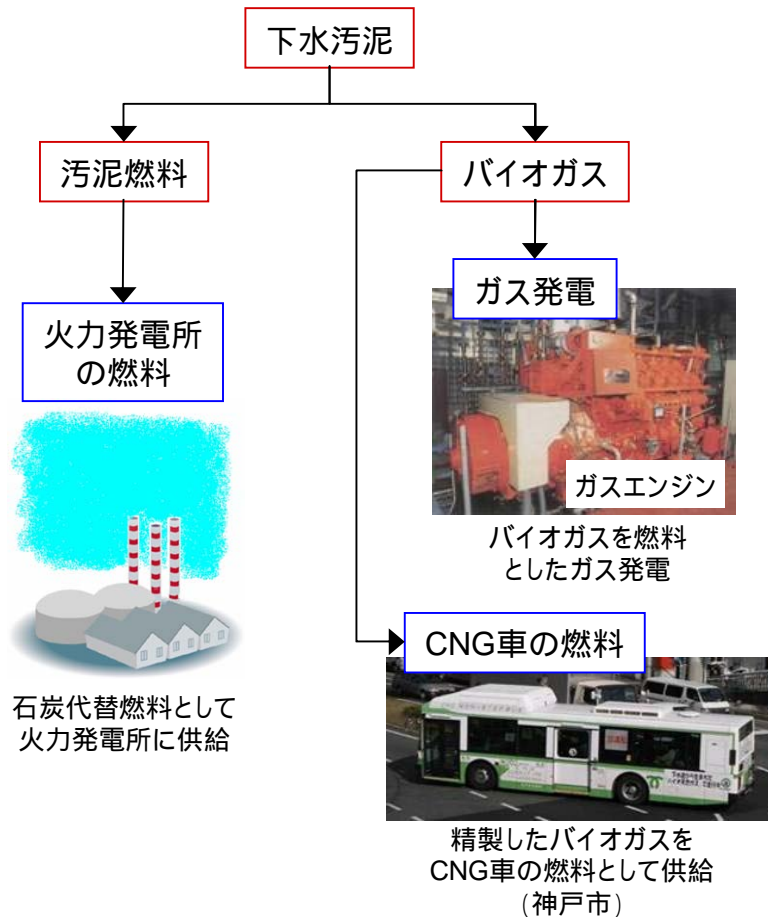 下水汚泥
汚泥燃料
バイオガス
火力発電所
の燃料
ガス発電
ガスエンジン
バイオガスを燃料
としたガス発電
石炭代替燃料として
火力発電所に供給
CNG車の燃料
精製したバイオガスを
CNG車の燃料として供給
（神戸市）